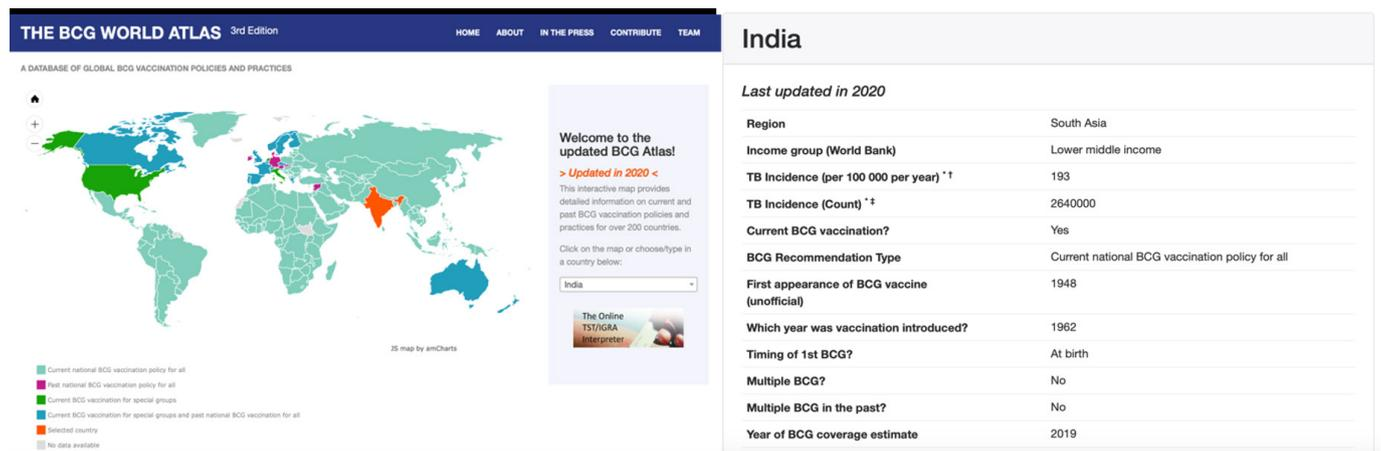 THE BCG WORLD ATLAS 3rd Edition
HOME ABOUT IN THE PRESS CONTRIBUTE TEAM
A DATABASE OF GLOBAL BCG VACCINATION POLICIES AND PRACTICES
+
−
Welcome to the
updated BCG Atlas!
> Updated in 2020 <
This interactive map provides
detailed information on current and
past BCG vaccination policies and
practices for over 200 countries.
Click on the map or choose/type in
a country below:
India
The Online
TST/IGRA
Interpreter
JS map by amCharts
Current national BCG vaccination policy for all
Past national BCG vaccination policy for all
Current BCG vaccination for special groups
Current BCG vaccination for special groups and past national BCG vaccination for all
Selected country
No data available
India
Last updated in 2020
Region South Asia
Income group (World Bank) Lower middle income
TB Incidence (per 100 000 per year) * † 193
TB Incidence (Count) * ‡ 2640000
Current BCG vaccination? Yes
BCG Recommendation Type Current national BCG vaccination policy for all
First appearance of BCG vaccine 1948
(unofficial)
Which year was vaccination introduced? 1962
Timing of 1st BCG? At birth
Multiple BCG? No
Multiple BCG in the past? No
Year of BCG coverage estimate 2019